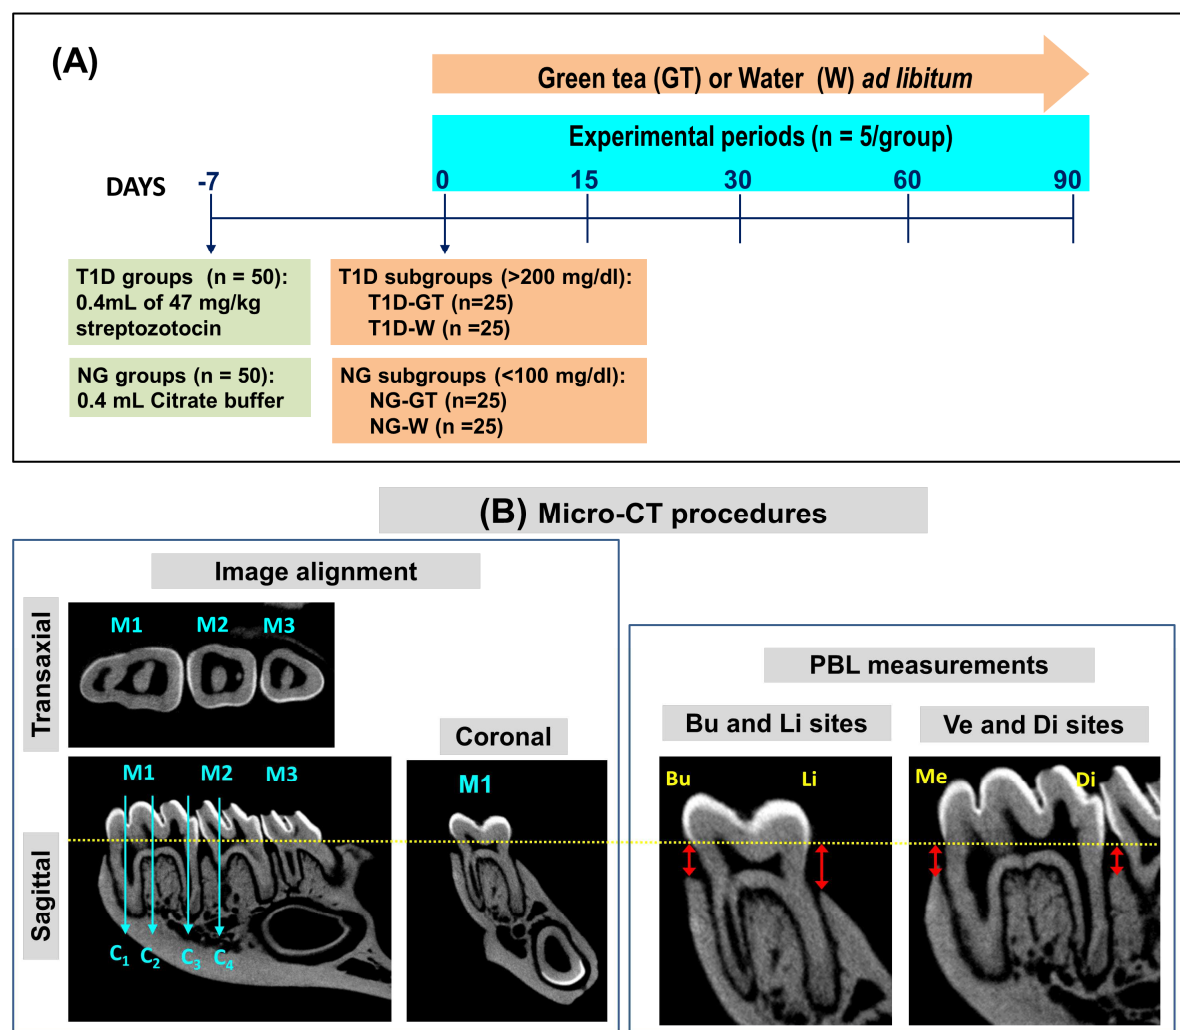 (A)
Green tea (GT) or Water (W) ad libitum
Experimental periods (n = 5/group)
DAYS -7 0 15 30 60 90
T1D groups (n = 50):
0.4mL of 47 mg/kg
streptozotocin
NG groups (n = 50):
0.4 mL Citrate buffer
T1D subgroups (>200 mg/dl):
T1D-GT (n=25)
T1D-W (n =25)
NG subgroups (<100 mg/dl):
NG-GT (n=25)
NG-W (n =25)
(B) Micro-CT procedures
Image alignment
Transaxial
M1 M2 M3
Sagittal
M1 M2 M3
C1 C2 C3 C4
Coronal
M1
PBL measurements
Bu and Li sites
Bu Li
Ve and Di sites
Me Di